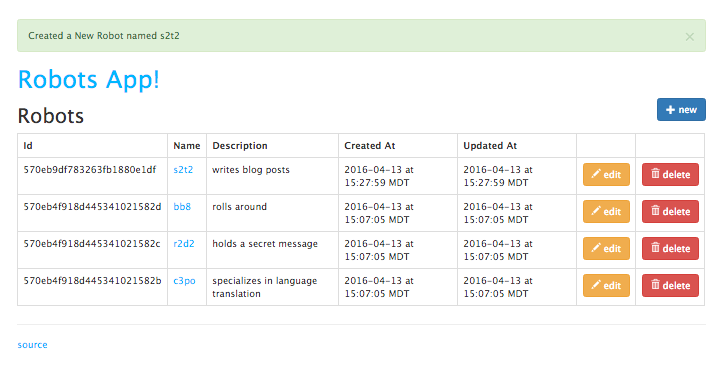 Created a New Robot named s2t2 ×
Robots App!
Robots
+ new
Id Name Description Created At Updated At
570eb9df783263fb1880e1df s2t2 writes blog posts 2016-04-13 at 15:27:59 MDT 2016-04-13 at 15:27:59 MDT edit delete
570eb4f918d445341021582d bb8 rolls around 2016-04-13 at 15:07:05 MDT 2016-04-13 at 15:07:05 MDT edit delete
570eb4f918d445341021582c r2d2 holds a secret message 2016-04-13 at 15:07:05 MDT 2016-04-13 at 15:07:05 MDT edit delete
570eb4f918d445341021582b c3po specializes in language translation 2016-04-13 at 15:07:05 MDT 2016-04-13 at 15:07:05 MDT edit delete
source